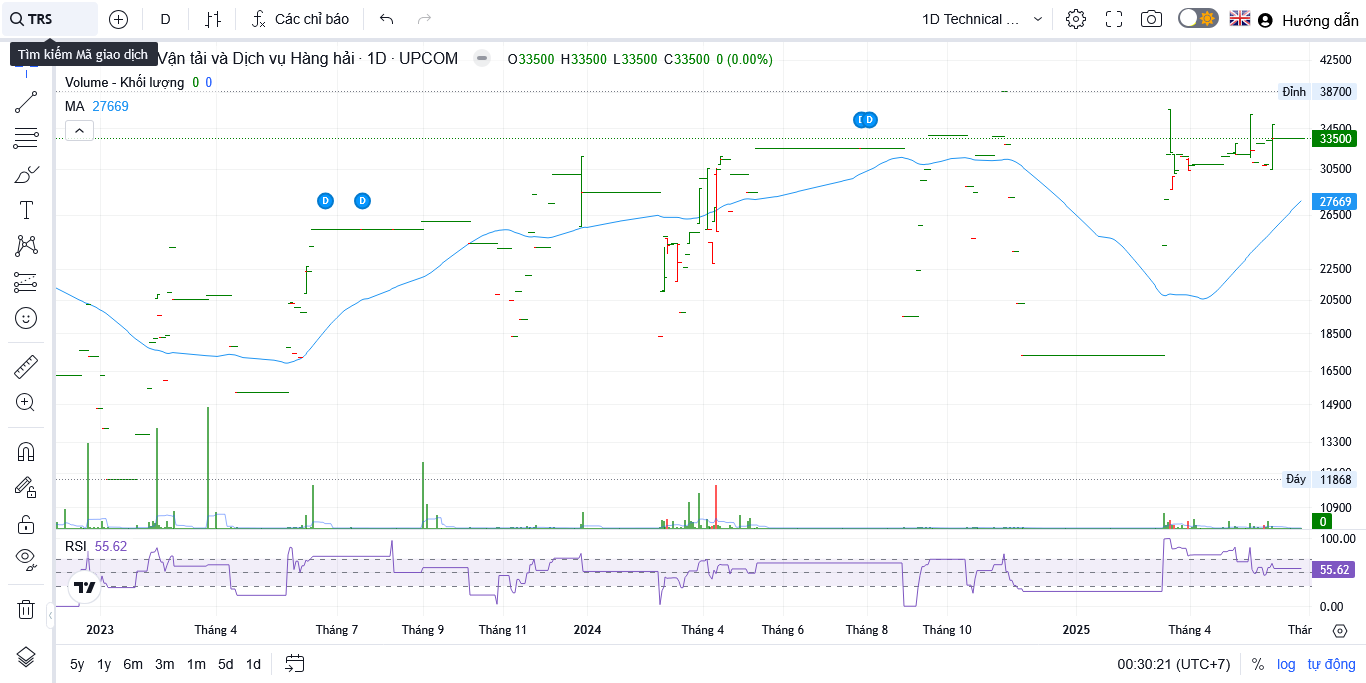 TRS D Các chỉ báo 1D Technical ... Hướng dẫn
Tìm kiếm Mã giao dịch Vận tải và Dịch vụ Hàng hải · 1D · UPCOM O33500 H33500 L33500 C33500 0 (0.00%)
Volume - Khối lượng 0 0
MA 27669
42500
Đỉnh 38700
34500
33500
30500
27669
26500
22500
20500
18500
16500
14900
13300
Đáy 11868
10900
0
D D D
RSI 55.62
100.00
55.62
0.00
2023 Tháng 4 Tháng 7 Tháng 9 Tháng 11 2024 Tháng 4 Tháng 6 Tháng 8 Tháng 10 2025 Tháng 4 Thár
5y 1y 6m 3m 1m 5d 1d 00:30:21 (UTC+7) % log tự động